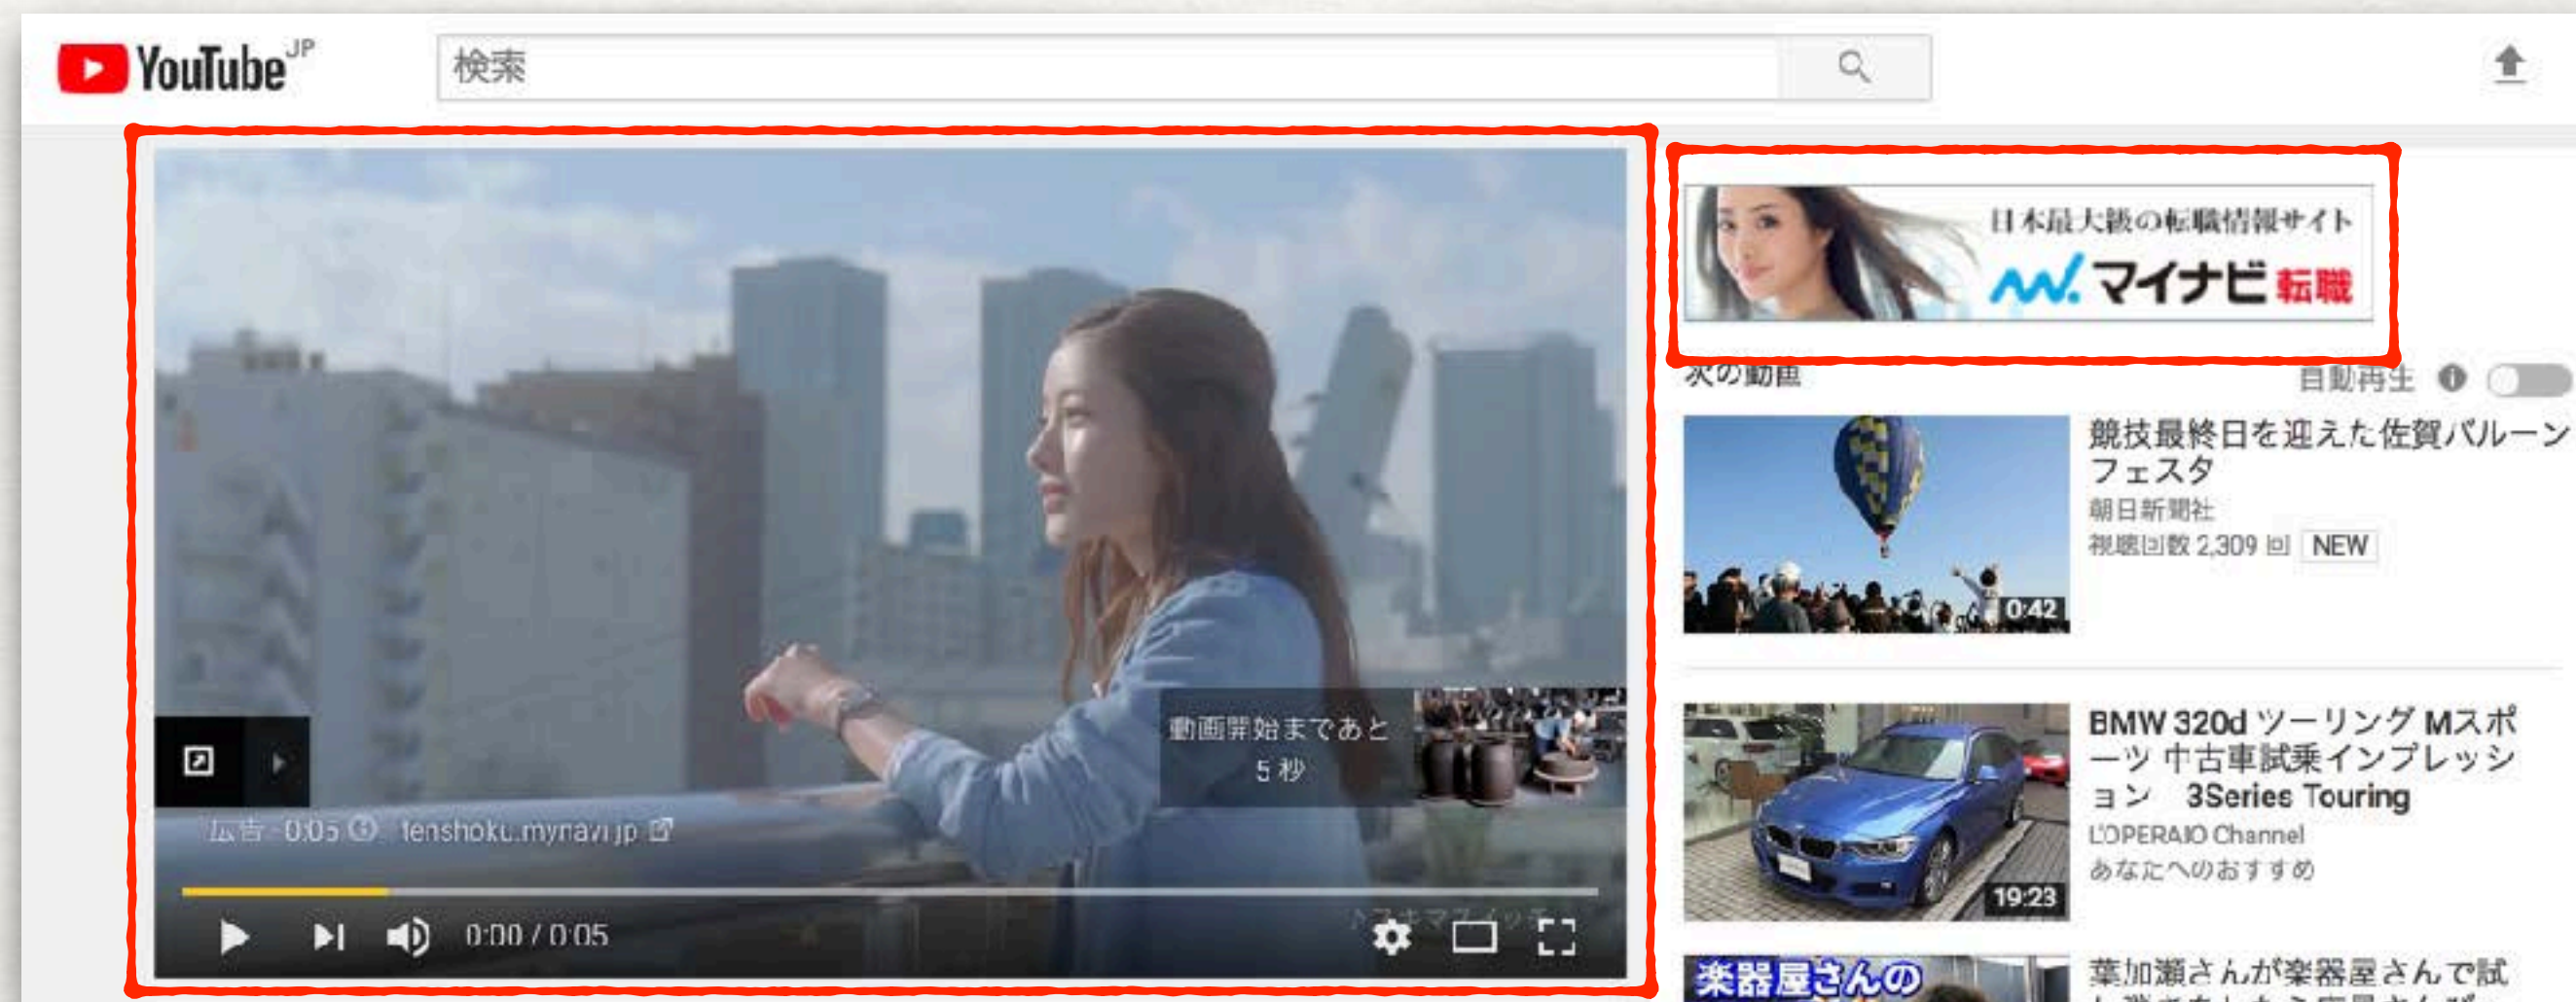 YouTube JP
検索
日本最大級の転職情報サイト
マイナビ 転職
次の動画
自動再生
競技最終日を迎えた佐賀バルーン
フェスタ
朝日新聞社
視聴回数 2,309 回 NEW
0:42
BMW 320d ツーリング Mスポ
ーツ 中古車試乗インプレッシ
ョン 3Series Touring
L'OPERAIO Channel
あなたへのおすすめ
19:23
動画開始まであと
5 秒
広告 · 0:05 tenshoku.mynavi.jp
0:00 / 0:05
楽器屋さんの
葉加瀬さんが楽器屋さんで試